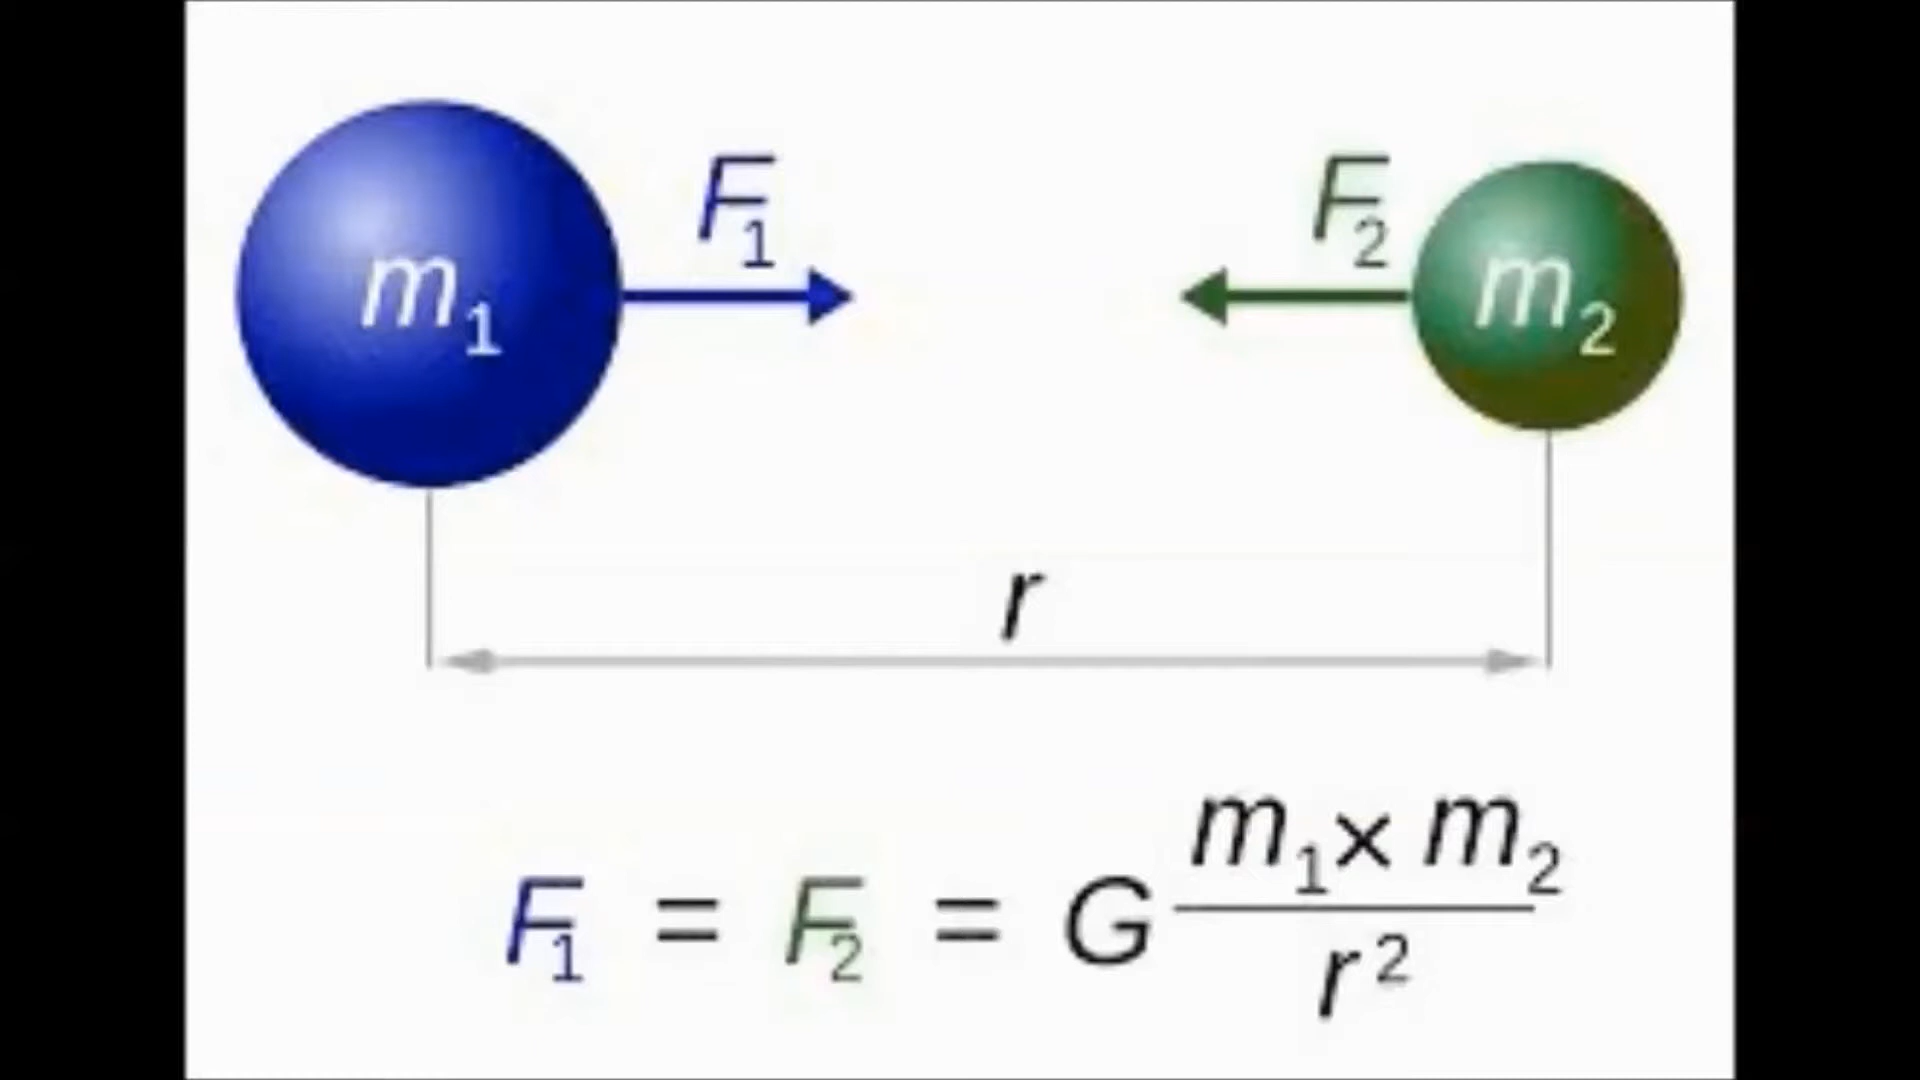 F₁ F₂
m₁ m₂
r
F₁ = F₂ = G m₁ × m₂ / r²